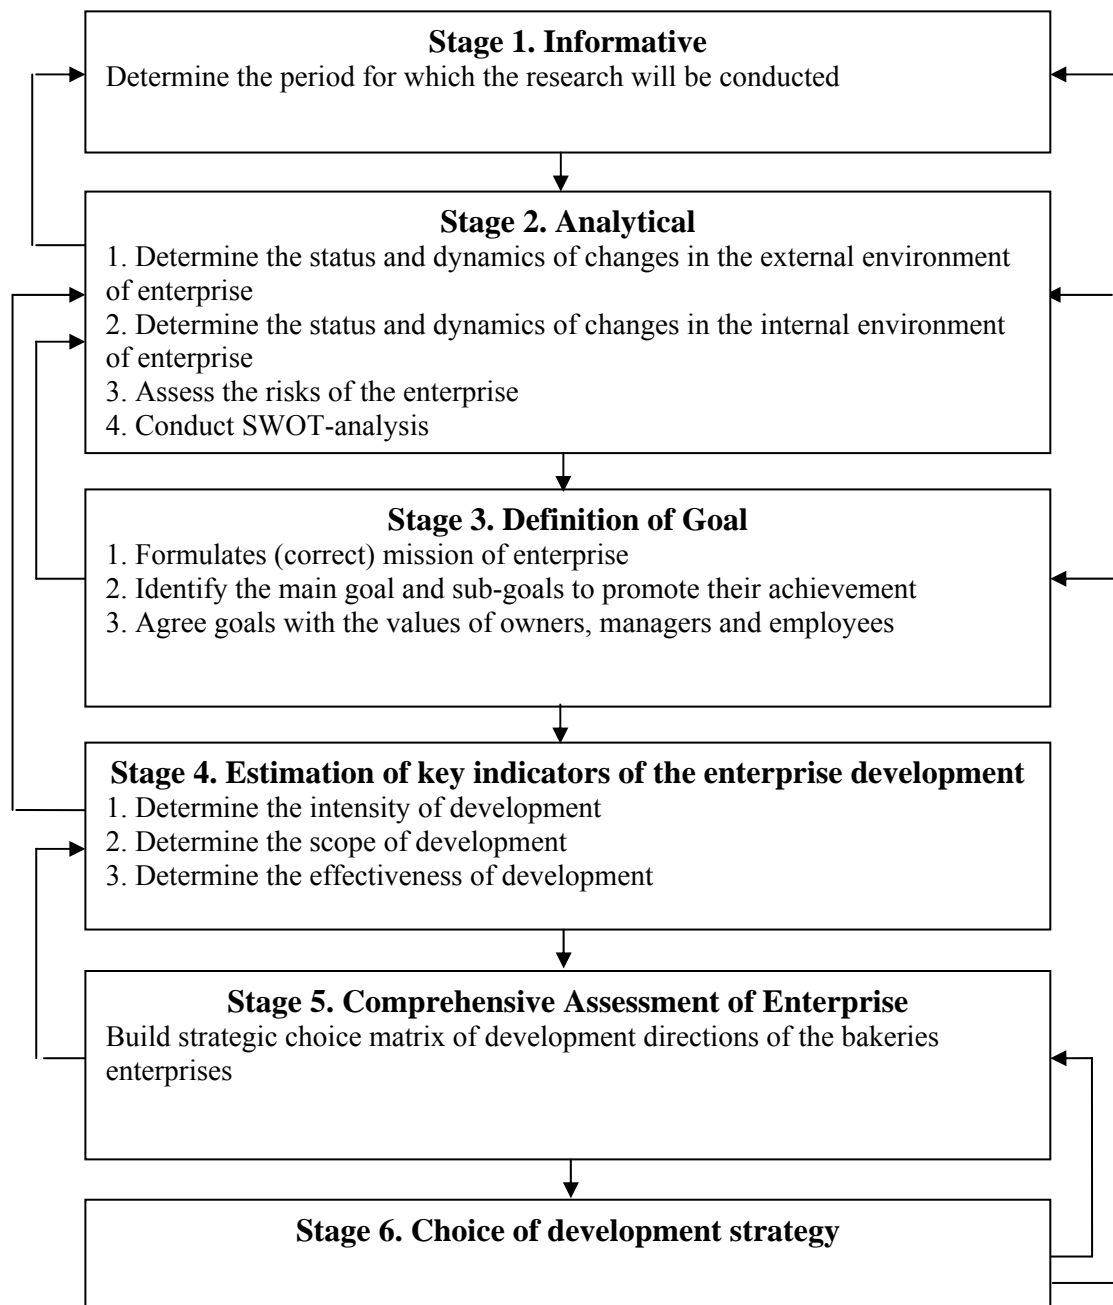 Stage 1. Informative
Determine the period for which the research will be conducted
Stage 2. Analytical
1. Determine the status and dynamics of changes in the external environment
of enterprise
2. Determine the status and dynamics of changes in the internal environment
of enterprise
3. Assess the risks of the enterprise
4. Conduct SWOT-analysis
Stage 3. Definition of Goal
1. Formulates (correct) mission of enterprise
2. Identify the main goal and sub-goals to promote their achievement
3. Agree goals with the values of owners, managers and employees
Stage 4. Estimation of key indicators of the enterprise development
1. Determine the intensity of development
2. Determine the scope of development
3. Determine the effectiveness of development
Stage 5. Comprehensive Assessment of Enterprise
Build strategic choice matrix of development directions of the bakeries
enterprises
Stage 6. Choice of development strategy